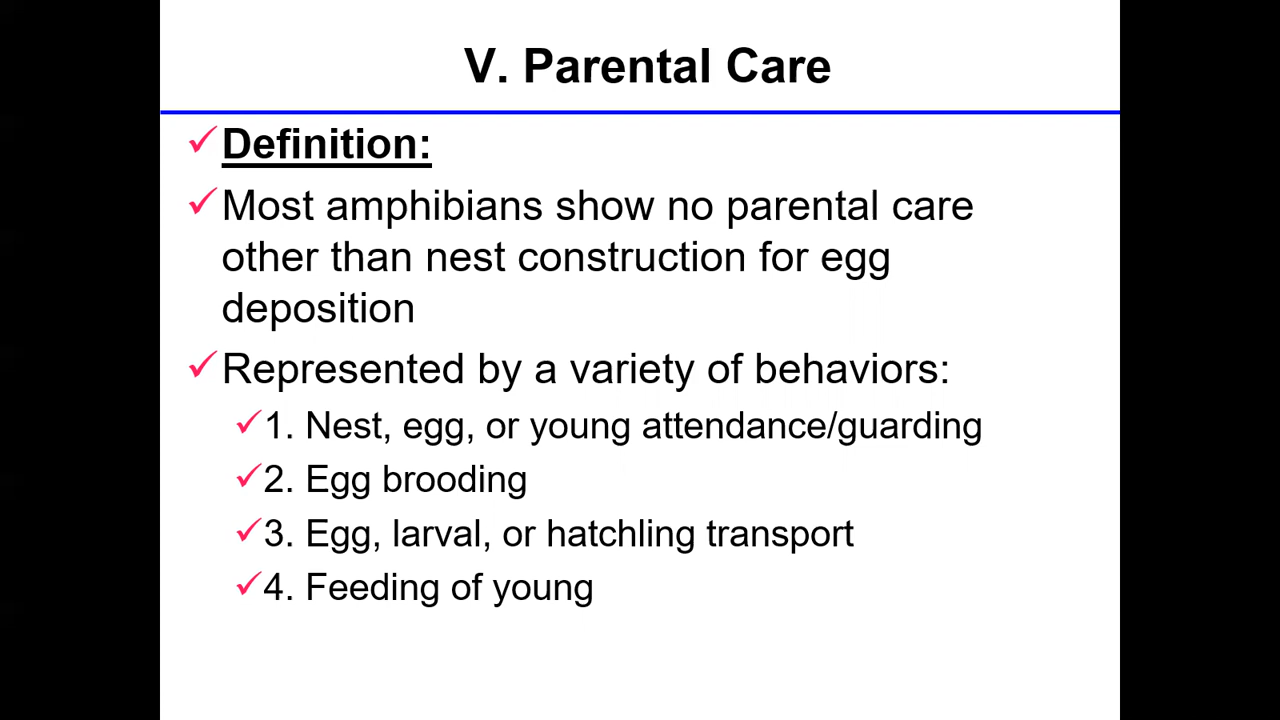 V. Parental Care
✓Definition:
✓Most amphibians show no parental care
other than nest construction for egg
deposition
✓Represented by a variety of behaviors:
✓1. Nest, egg, or young attendance/guarding
✓2. Egg brooding
✓3. Egg, larval, or hatchling transport
✓4. Feeding of young